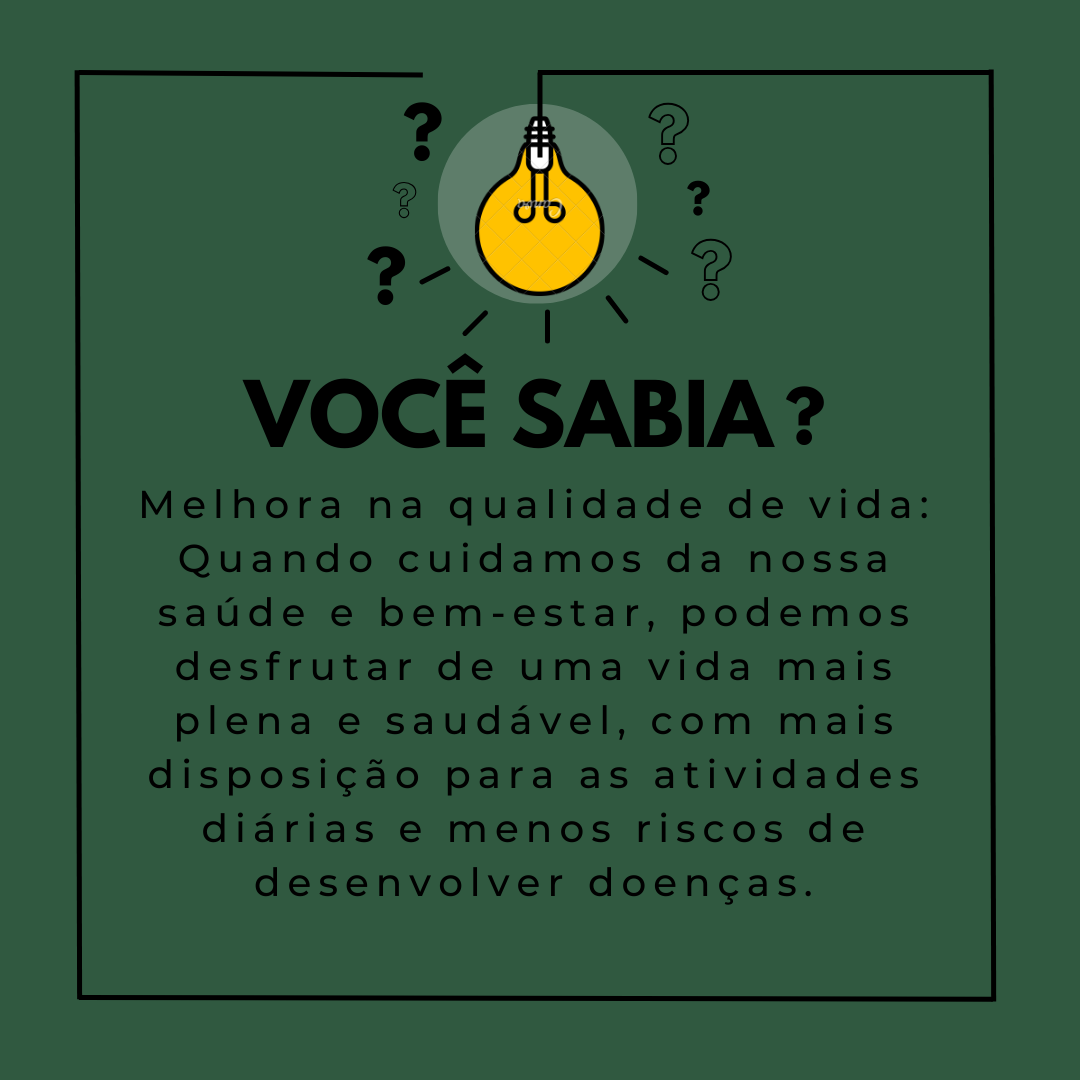 VOCÊ SABIA?
Melhora na qualidade de vida:
Quando cuidamos da nossa
saúde e bem-estar, podemos
desfrutar de uma vida mais
plena e saudável, com mais
disposição para as atividades
diárias e menos riscos de
desenvolver doenças.